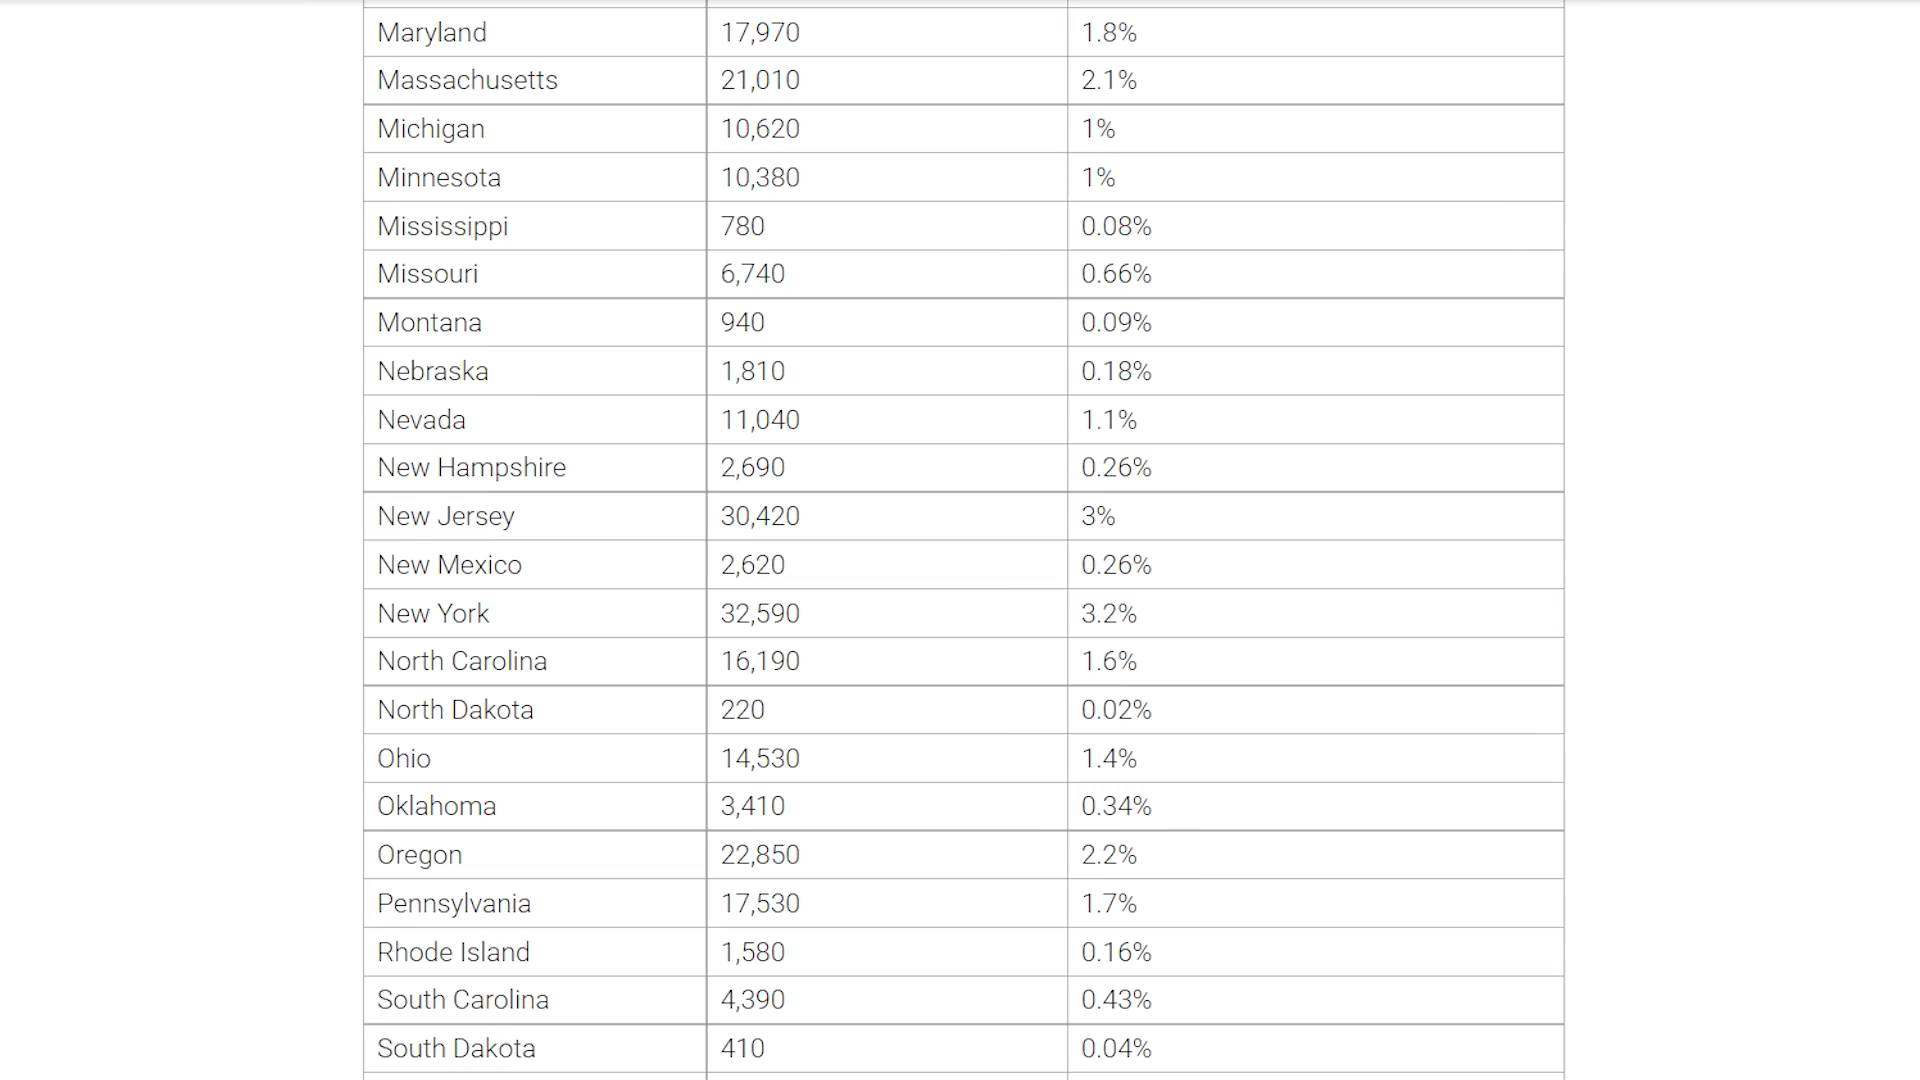 Maryland 17,970 1.8%
Massachusetts 21,010 2.1%
Michigan 10,620 1%
Minnesota 10,380 1%
Mississippi 780 0.08%
Missouri 6,740 0.66%
Montana 940 0.09%
Nebraska 1,810 0.18%
Nevada 11,040 1.1%
New Hampshire 2,690 0.26%
New Jersey 30,420 3%
New Mexico 2,620 0.26%
New York 32,590 3.2%
North Carolina 16,190 1.6%
North Dakota 220 0.02%
Ohio 14,530 1.4%
Oklahoma 3,410 0.34%
Oregon 22,850 2.2%
Pennsylvania 17,530 1.7%
Rhode Island 1,580 0.16%
South Carolina 4,390 0.43%
South Dakota 410 0.04%